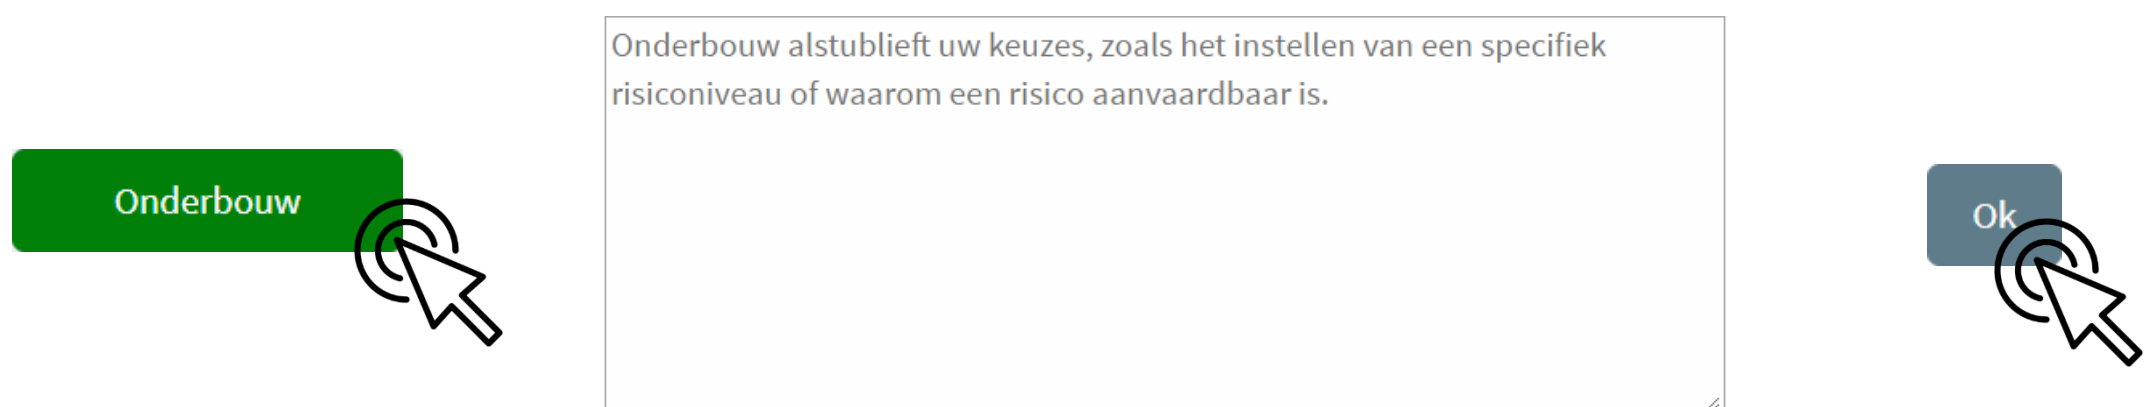 Onderbouw
Onderbouw alstublieft uw keuzes, zoals het instellen van een specifiek
risiconiveau of waarom een risico aanvaardbaar is.
Ok